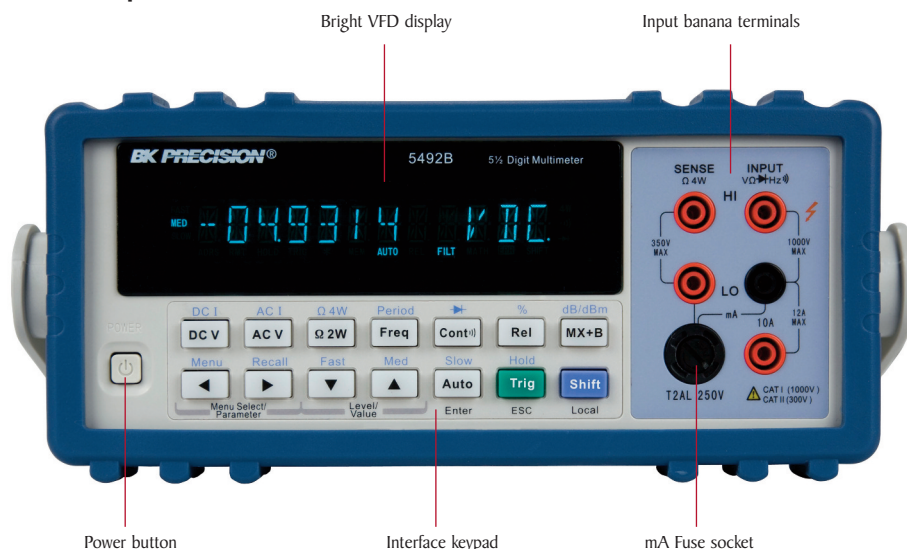 Bright VFD display Input banana terminals
BK PRECISION® 5492B 5½ Digit Multimeter
MED -04.9314 VDC.
AUTO FILT
SENSE INPUT
Ω 4W VΩ Hz
HI
350V MAX 1000V MAX
LO
mA 10A 12A MAX
T2AL 250V CAT I (1000V)
CAT II (300V)
POWER
DC I AC I Ω 4W Period % dB/dBm
DC V AC V Ω 2W Freq Cont Rel MX+B
Menu Recall Fast Med Slow Hold
Auto Trig Shift
Menu Select/ Level/
Parameter Value Enter ESC Local
Power button Interface keypad mA Fuse socket